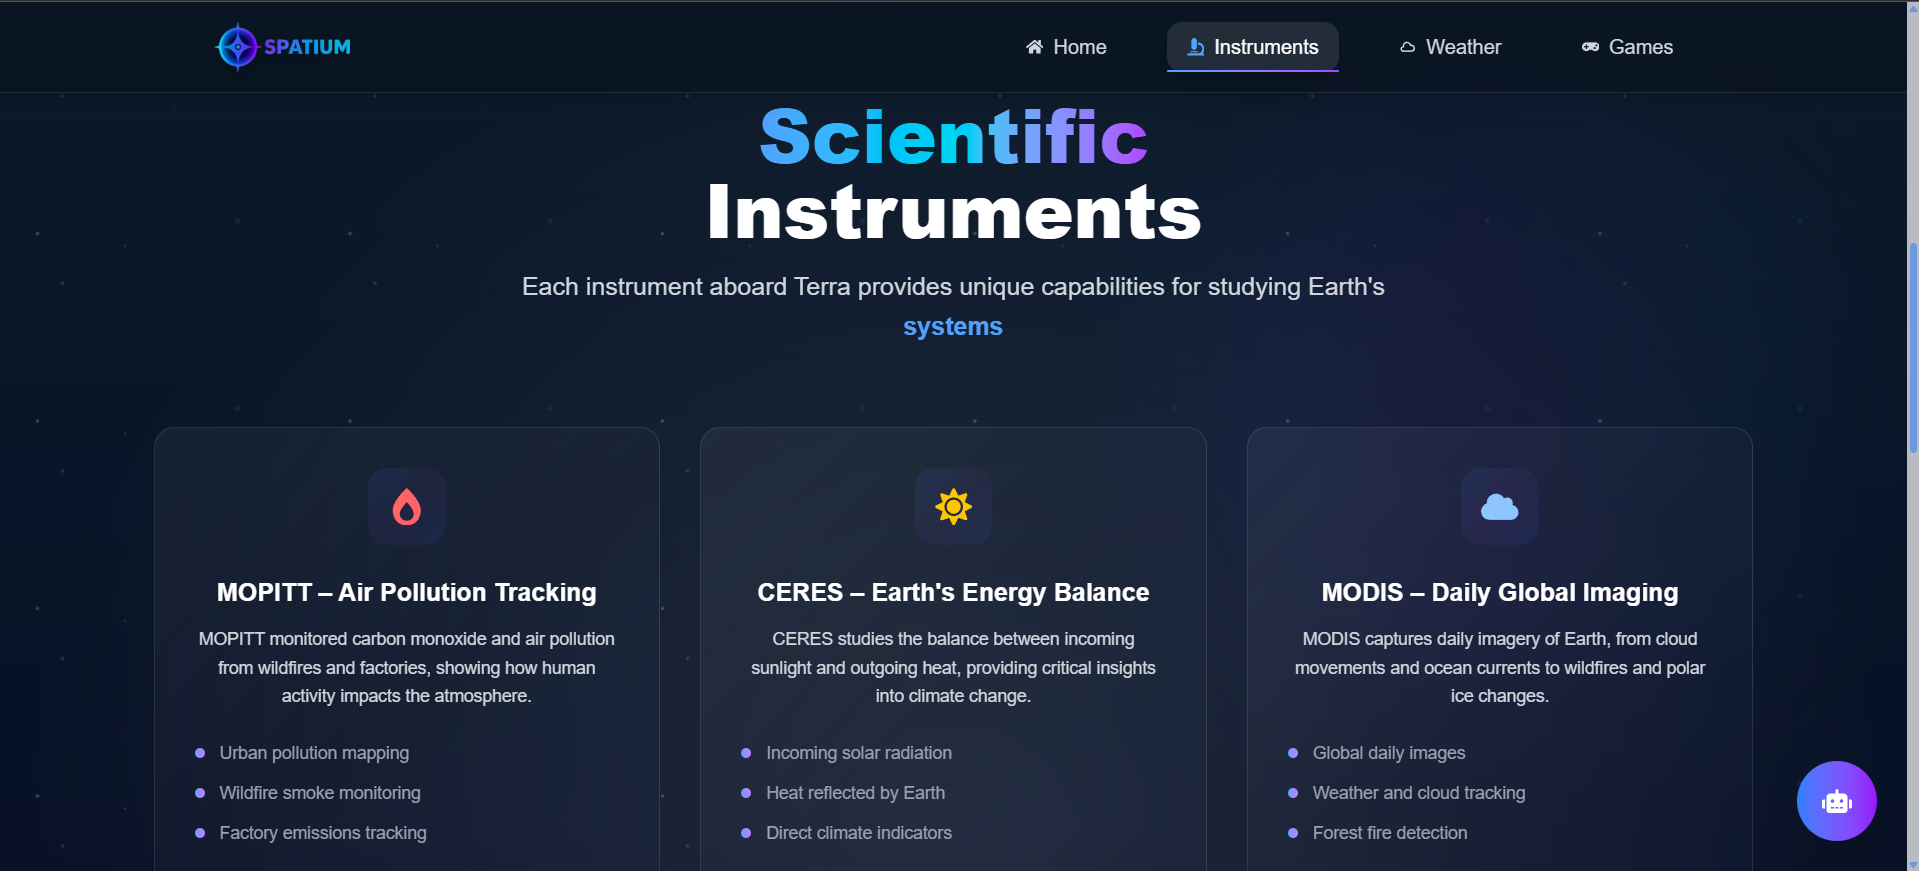 SPATIUM
Home
Instruments
Weather
Games
Scientific
Instruments
Each instrument aboard Terra provides unique capabilities for studying Earth's
systems
MOPITT – Air Pollution Tracking
MOPITT monitored carbon monoxide and air pollution
from wildfires and factories, showing how human
activity impacts the atmosphere.
Urban pollution mapping
Wildfire smoke monitoring
Factory emissions tracking
CERES – Earth's Energy Balance
CERES studies the balance between incoming
sunlight and outgoing heat, providing critical insights
into climate change.
Incoming solar radiation
Heat reflected by Earth
Direct climate indicators
MODIS – Daily Global Imaging
MODIS captures daily imagery of Earth, from cloud
movements and ocean currents to wildfires and polar
ice changes.
Global daily images
Weather and cloud tracking
Forest fire detection